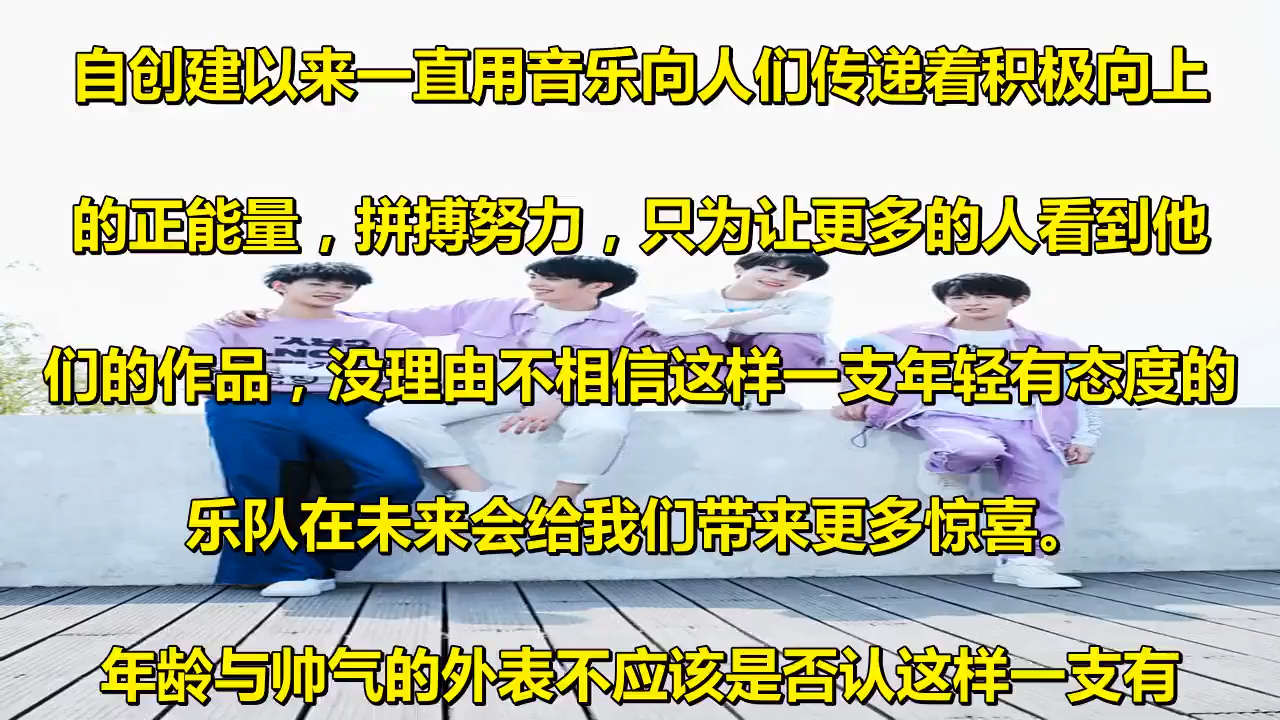 自创建以来一直用音乐向人们传递着积极向上
的正能量，拼搏努力，只为让更多的人看到他
们的作品，没理由不相信这样一支年轻有态度的
乐队在未来会给我们带来更多惊喜。
年龄与帅气的外表不应该是否认这样一支有